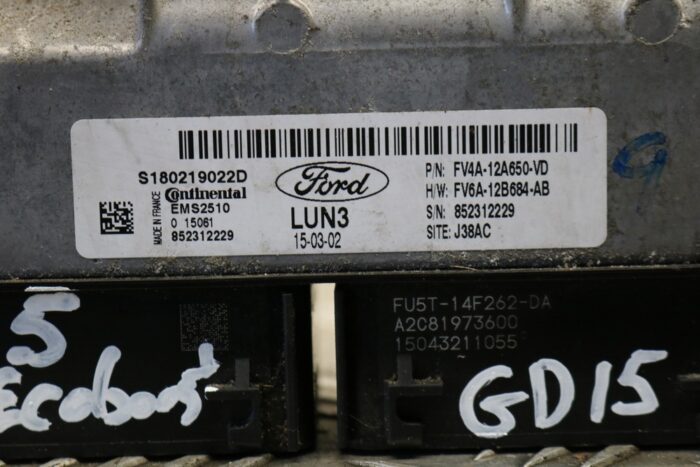 S180219022D
Continental
EMS2510
0 15061
852312229
MADE IN FRANCE
Ford
LUN3
15-03-02
P/N: FV4A-12A650-VD
H/W: FV6A-12B684-AB
S/N: 852312229
SITE: J38AC
FU5T-14F262-DA
A2C81973600
15043211055
5
Ecoboost
GD15